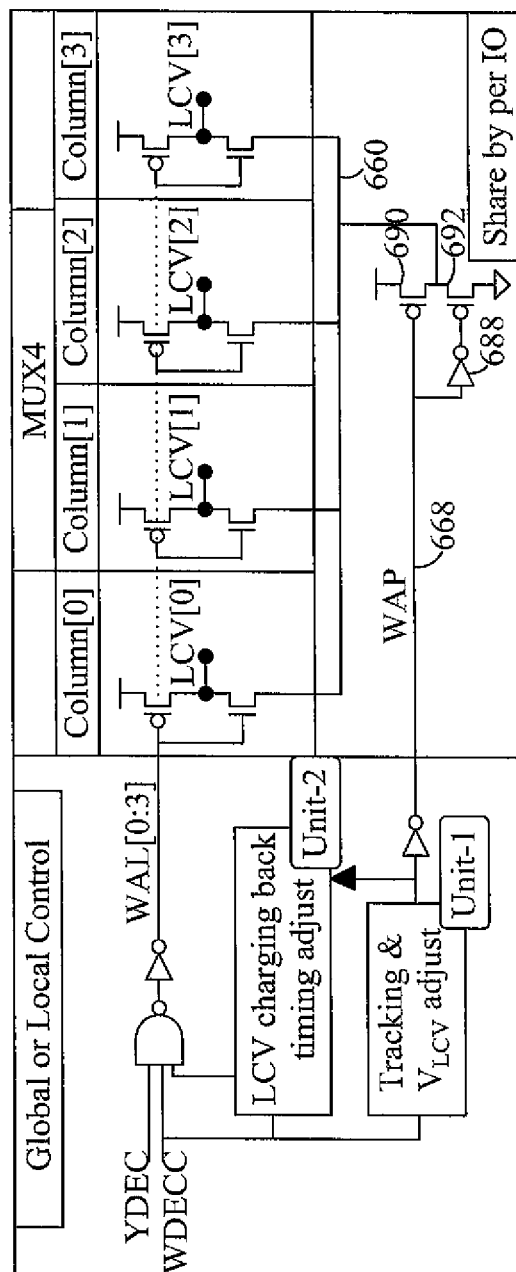 Global or Local Control
MUX4
Column[0]
Column[1]
Column[2]
Column[3]
YDEC
WDECC
WAL[0:3]
LCV[0]
LCV[1]
LCV[2]
LCV[3]
LCV charging back
timing adjust
Unit-2
660
Tracking &
V_LCV adjust
Unit-1
WAP
668
690
692
688
Share by per IO